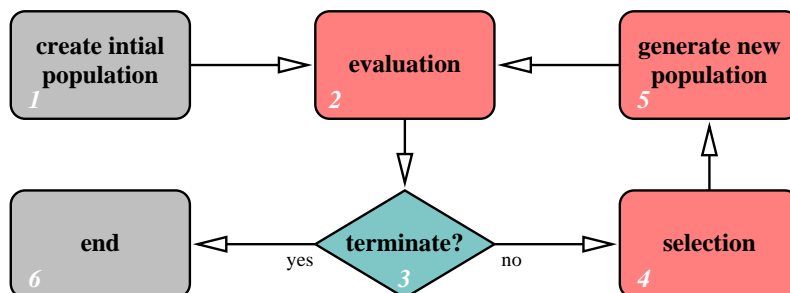 create intial
population
1
evaluation
2
generate new
population
5
end
6
yes
terminate?
3
no
selection
4